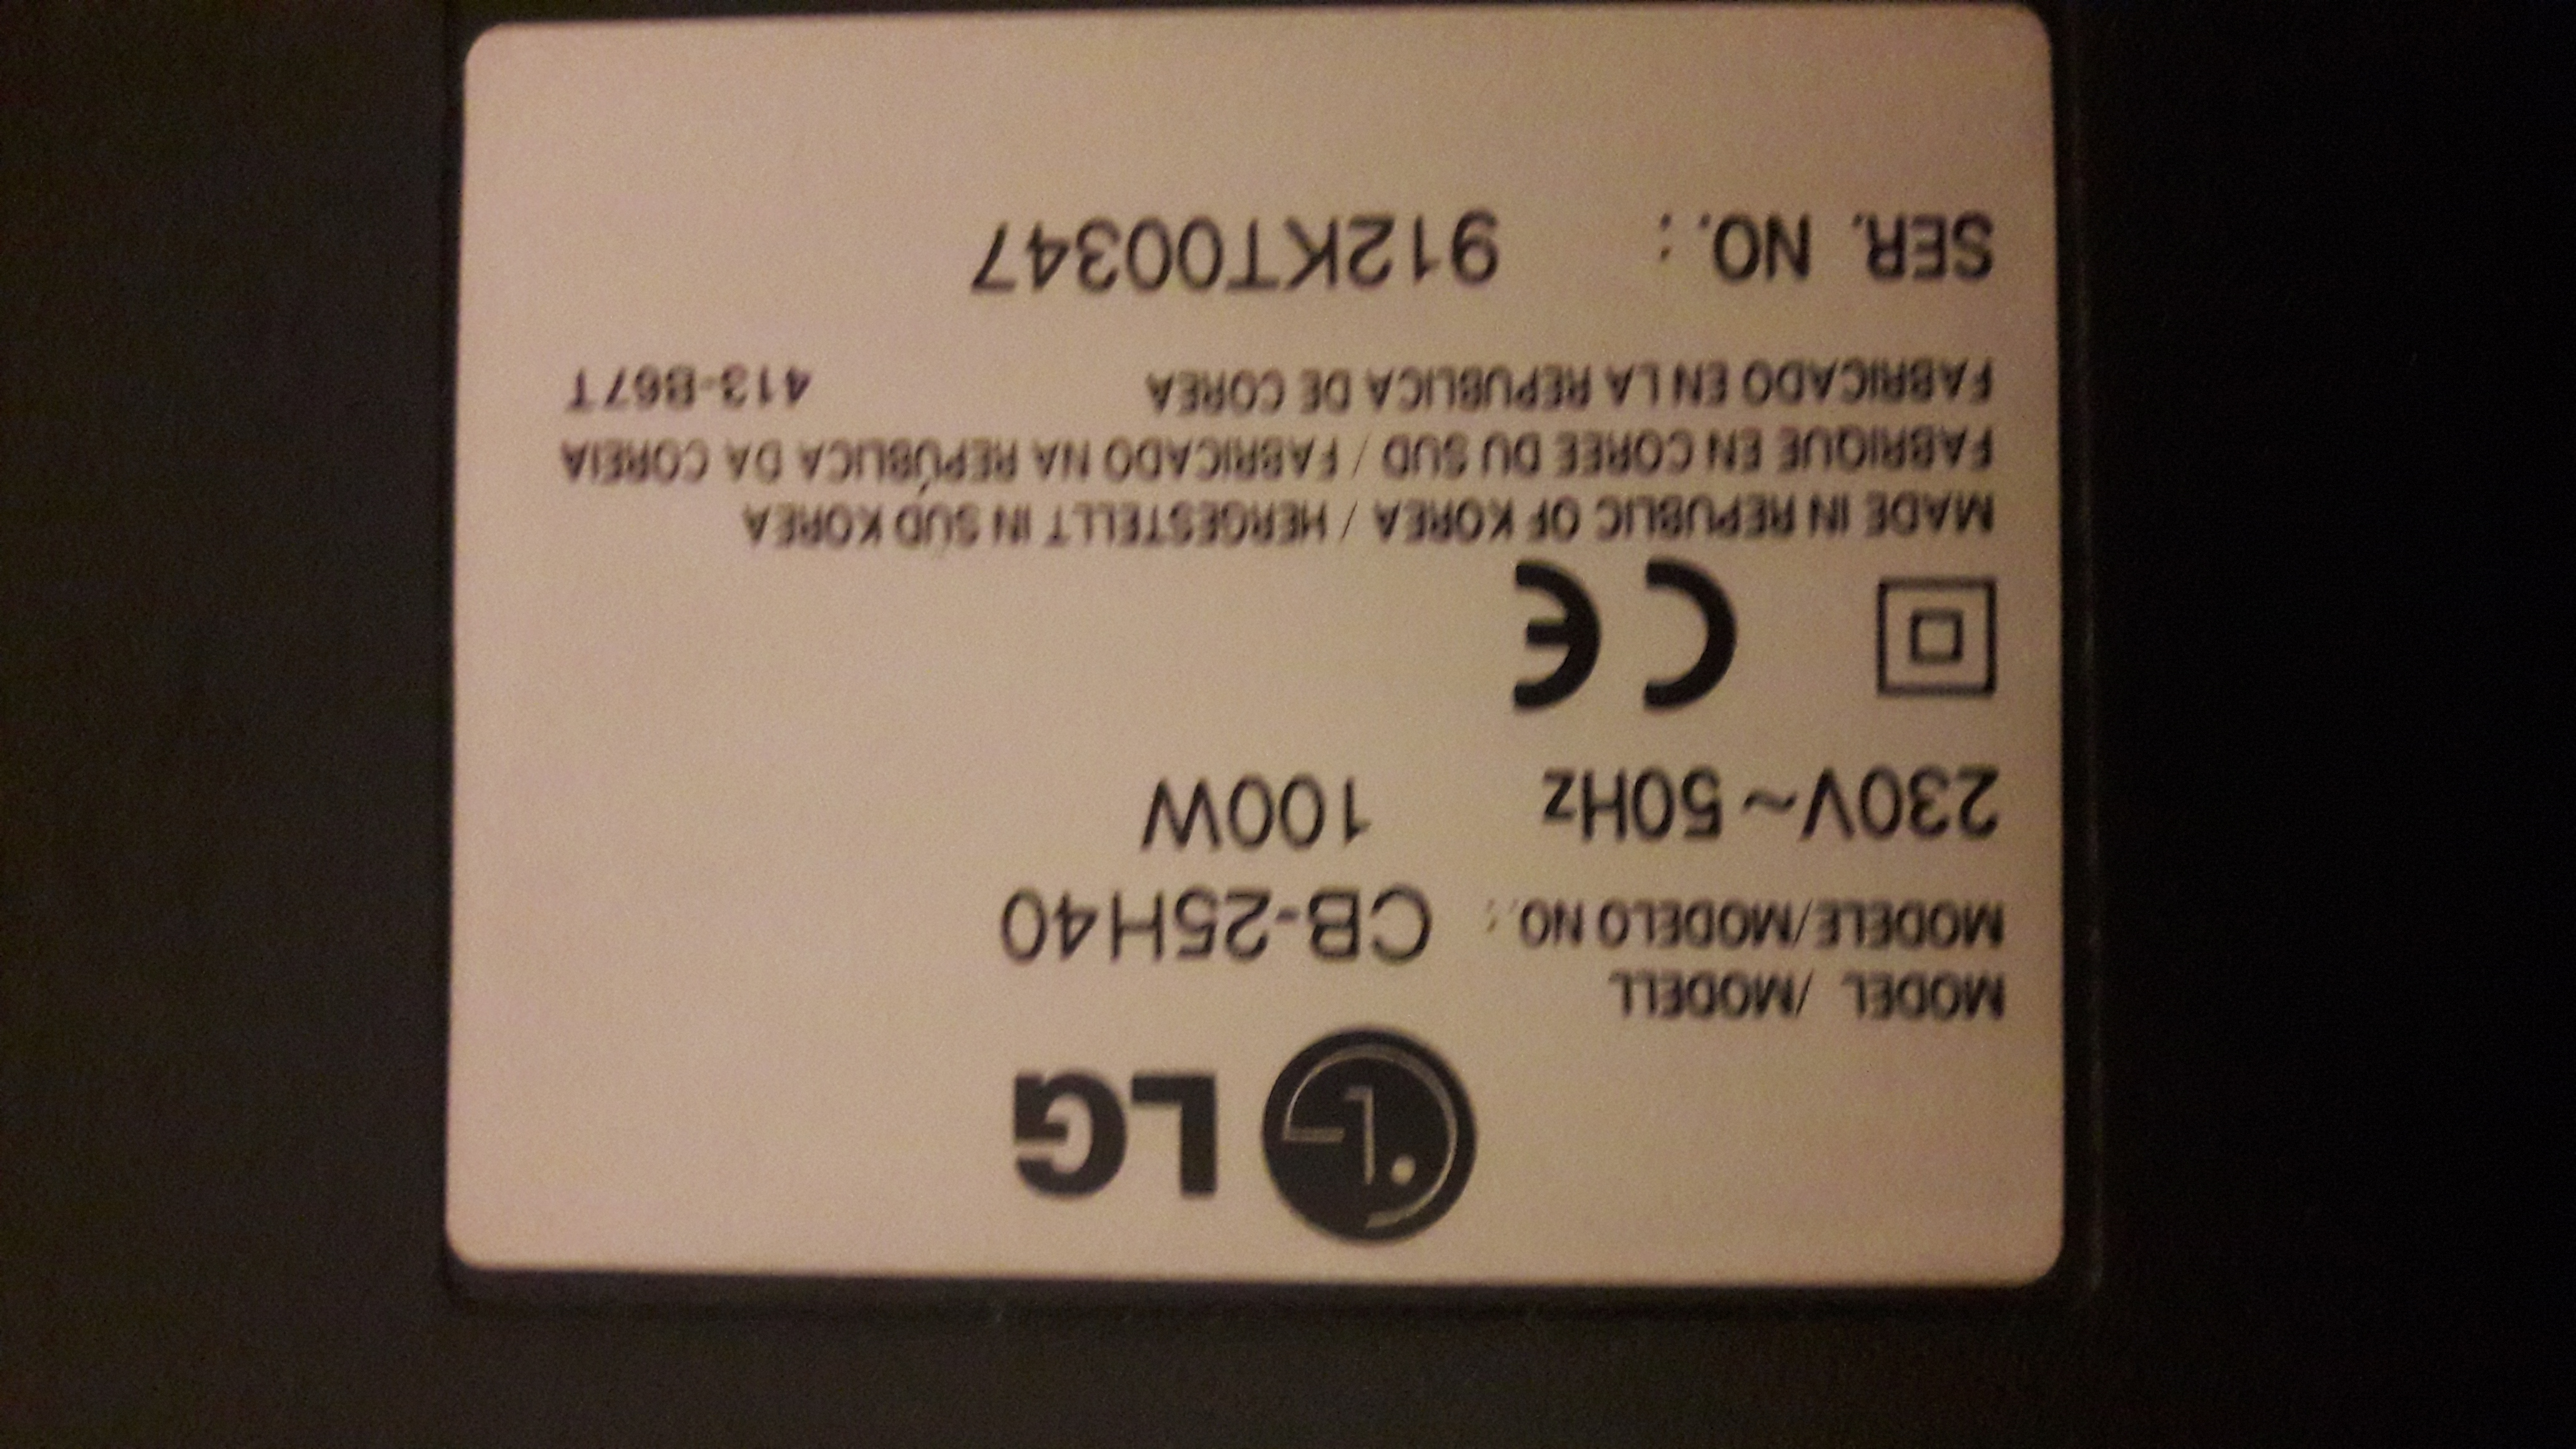 LG
MODEL /MODELL
MODELE/MODELO NO.: CB-25H40
230V~50Hz 100W
CE
MADE IN REPUBLIC OF KOREA / HERGESTELLT IN SÜD KOREA
FABRIQUE EN COREE DU SUD / FABRICADO NA REPÚBLICA DA COREIA
FABRICADO EN LA REPUBLICA DE COREA 413-B67T
SER. NO.: 912KT00347